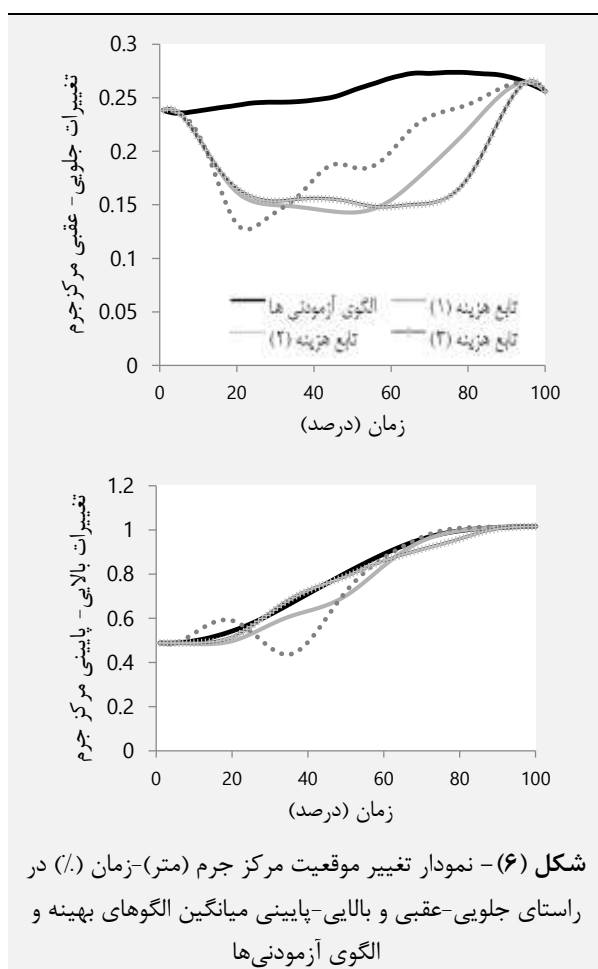 تغییرات جلویی- عقبی مرکزجرم
0.3
0.25
0.2
0.15
0.1
0.05
0
الگوی آزمودنی ها
تابع هزینه (۱)
تابع هزینه (۲)
تابع هزینه (۳)
0 20 40 60 80 100
زمان (درصد)
تغییرات بالایی- پایینی مرکز جرم
1.2
1
0.8
0.6
0.4
0.2
0
0 20 40 60 80 100
زمان (درصد)
شکل (۶)- نمودار تغییر موقعیت مرکز جرم (متر)-زمان (٪) در
راستای جلویی-عقبی و بالایی-پایینی میانگین الگوهای بهینه و
الگوی آزمودنی‌ها